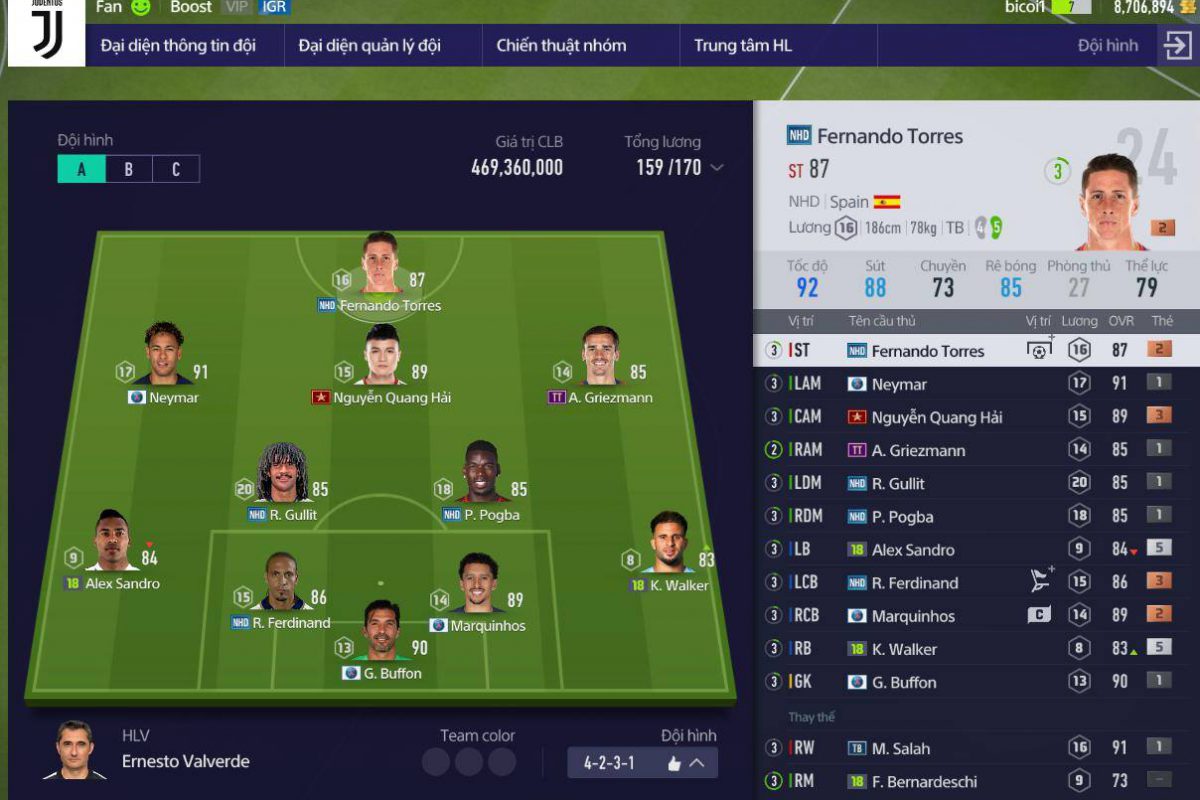 JUVENTUS
Fan Boost VIP IGR
bicoi1 7 8,706,894
Đại diện thông tin đội Đại diện quản lý đội Chiến thuật nhóm Trung tâm HL Đội hình
Đội hình Giá trị CLB Tổng lương
A B C 469,360,000 159 /170
16 87
NHD Fernando Torres
17 91 15 89 14 85
Neymar Nguyễn Quang Hải TT A. Griezmann
20 85 18 85
NHD R. Gullit NHD P. Pogba
9 84 8 83
18 Alex Sandro 18 K. Walker
15 86 14 89
NHD R. Ferdinand Marquinhos
13 90
G. Buffon
HLV Team color Đội hình
Ernesto Valverde 4-2-3-1
24
NHD Fernando Torres
ST 87 3
NHD Spain
Lương 16 186cm 78kg TB 4 5 2
Tốc độ Sút Chuyền Rê bóng Phòng thủ Thể lực
92 88 73 85 27 79
Vị trí Tên cầu thủ Vị trí Lương OVR Thẻ
3 ST NHD Fernando Torres 16 87 2
3 LAM Neymar 17 91 1
3 CAM Nguyễn Quang Hải 15 89 3
2 RAM TT A. Griezmann 14 85 1
3 LDM NHD R. Gullit 20 85 1
3 RDM NHD P. Pogba 18 85 1
3 LB 18 Alex Sandro 9 84 5
3 LCB NHD R. Ferdinand 15 86 3
3 RCB Marquinhos C 14 89 2
3 RB 18 K. Walker 8 83 5
3 GK G. Buffon 13 90 1
Thay thế
3 RW TB M. Salah 16 91 1
3 RM 18 F. Bernardeschi 9 73 –